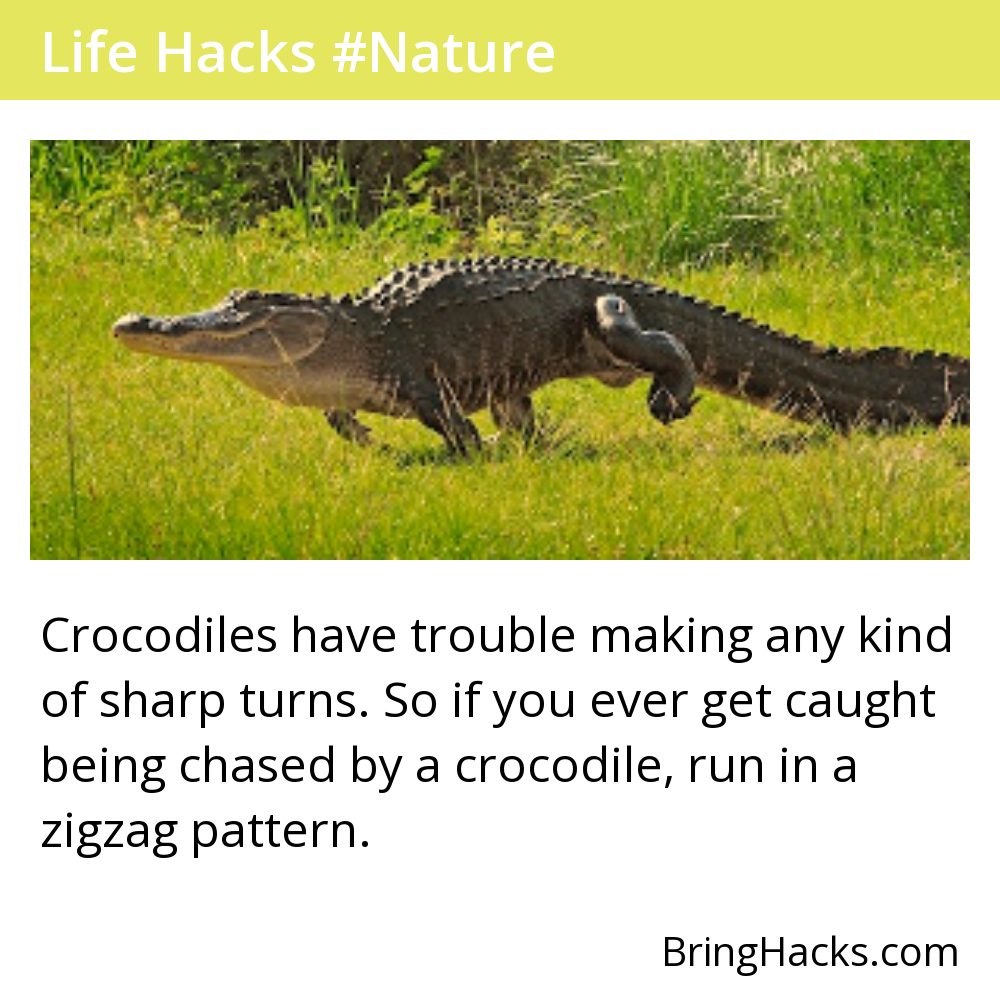 Life Hacks #Nature
Crocodiles have trouble making any kind
of sharp turns. So if you ever get caught
being chased by a crocodile, run in a
zigzag pattern.
BringHacks.com